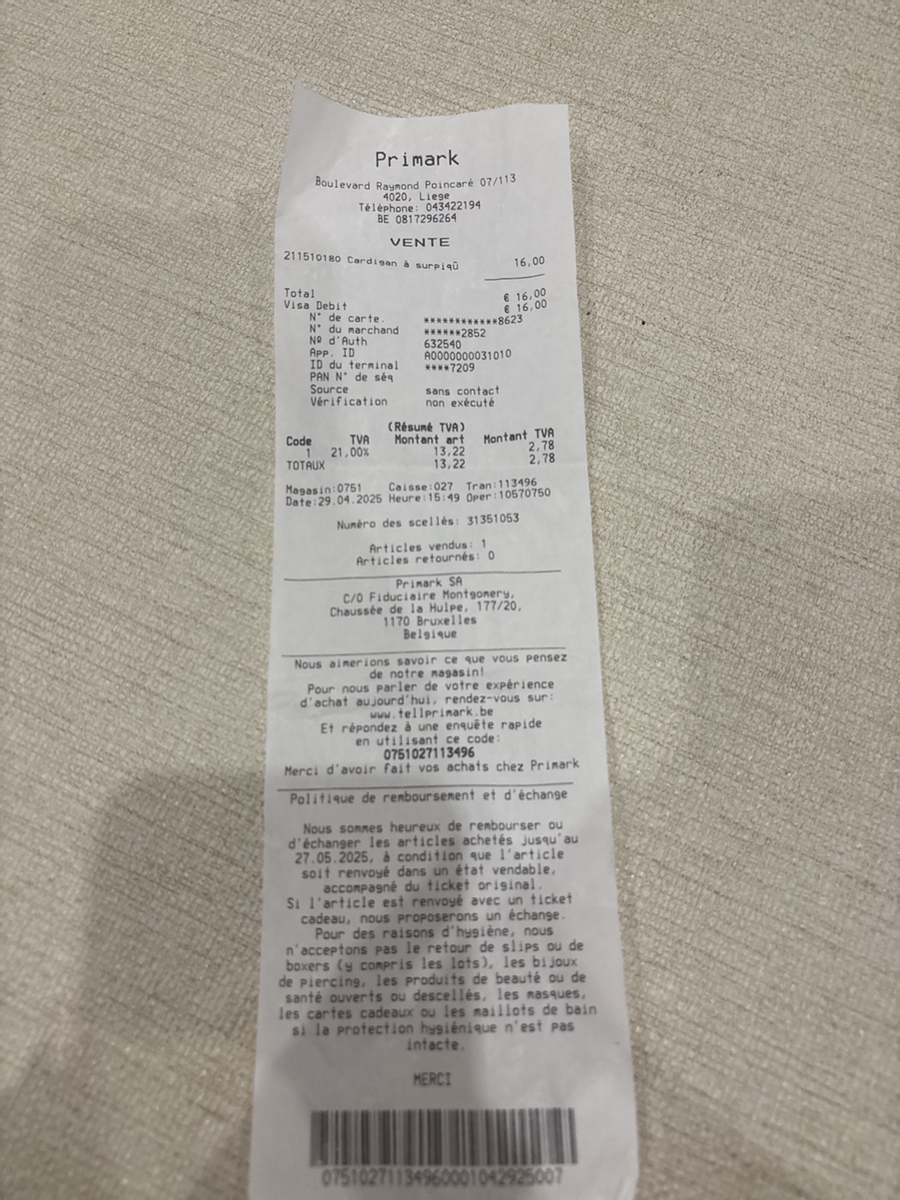 Primark
Boulevard Raymond Poincaré 07/113
4020, Liege
Téléphone: 043422194
BE 0817296264
VENTE
211510180 Cardigan à surpiqû 16,00
Total € 16,00
Visa Debit € 16,00
N° de carte. ************8623
N° du marchand ******2852
Nº d'Auth 632540
App. ID A0000000031010
ID du terminal ****7209
PAN N° de séq
Source sans contact
Vérification non exécuté
(Résumé TVA)
Code TVA Montant art Montant TVA
1 21,00% 13,22 2,78
TOTAUX 13,22 2,78
Magasin:0751 Caisse:027 Tran:113496
Date:29.04.2025 Heure:15:49 Oper:10570750
Numéro des scellés: 31351053
Articles vendus: 1
Articles retournés: 0
Primark SA
C/O Fiduciaire Montgomery,
Chaussée de la Hulpe, 177/20,
1170 Bruxelles
Belgique
Nous aimerions savoir ce que vous pensez
de notre magasin!
Pour nous parler de votre expérience
d'achat aujourd'hui, rendez-vous sur:
www.tellprimark.be
Et répondez à une enquête rapide
en utilisant ce code:
0751027113496
Merci d'avoir fait vos achats chez Primark
Politique de remboursement et d'échange
Nous sommes heureux de rembourser ou
d'échanger les articles achetés jusqu'au
27.05.2025, à condition que l'article
soit renvoyé dans un état vendable,
accompagné du ticket original.
Si l'article est renvoyé avec un ticket
cadeau, nous proposerons un échange.
Pour des raisons d'hygiène, nous
n'acceptons pas le retour de slips ou de
boxers (y compris les lots), les bijoux
de piercing, les produits de beauté ou de
santé ouverts ou descellés, les masques,
les cartes cadeaux ou les maillots de bain
si la protection hygiénique n'est pas
intacte.
MERCI
07510271134960001042925007